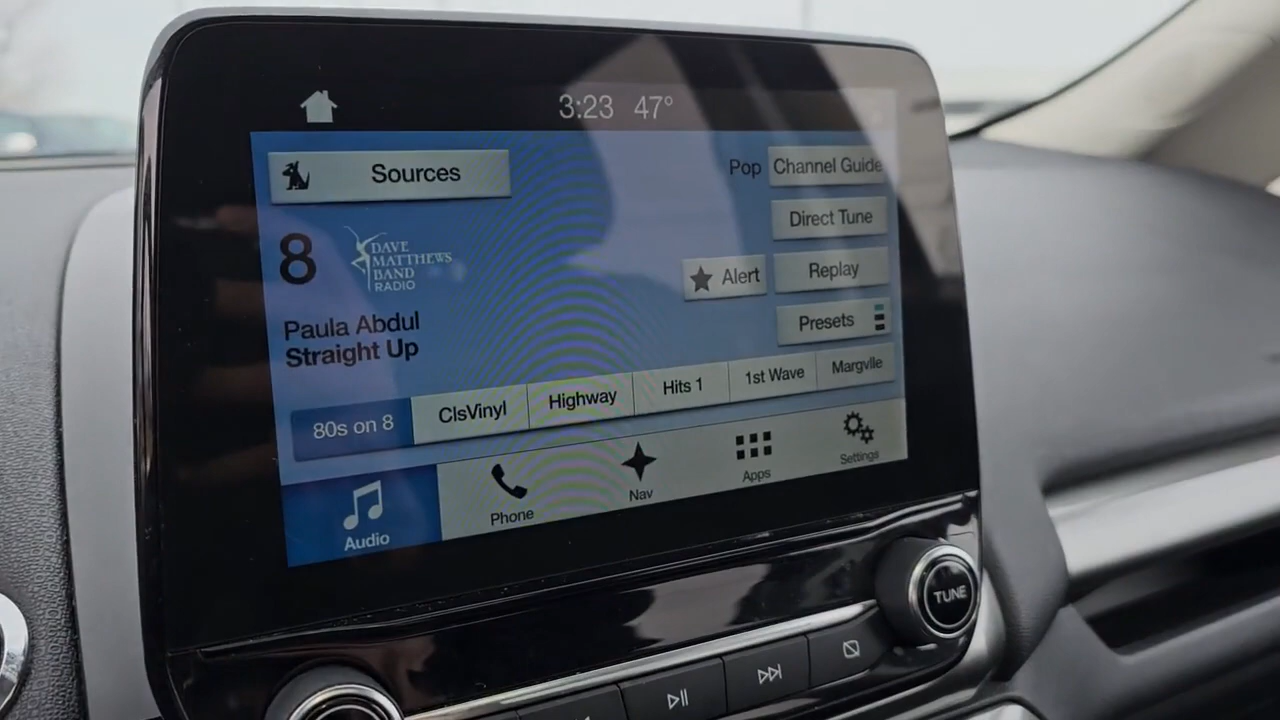 3:23 47°
Sources
Pop
Channel Guide
Direct Tune
8
DAVE
MATTHEWS
BAND
RADIO
Alert
Replay
Presets
Paula Abdul
Straight Up
80s on 8
ClsVinyl
Highway
Hits 1
1st Wave
Margvlle
Audio
Phone
Nav
Apps
Settings
TUNE